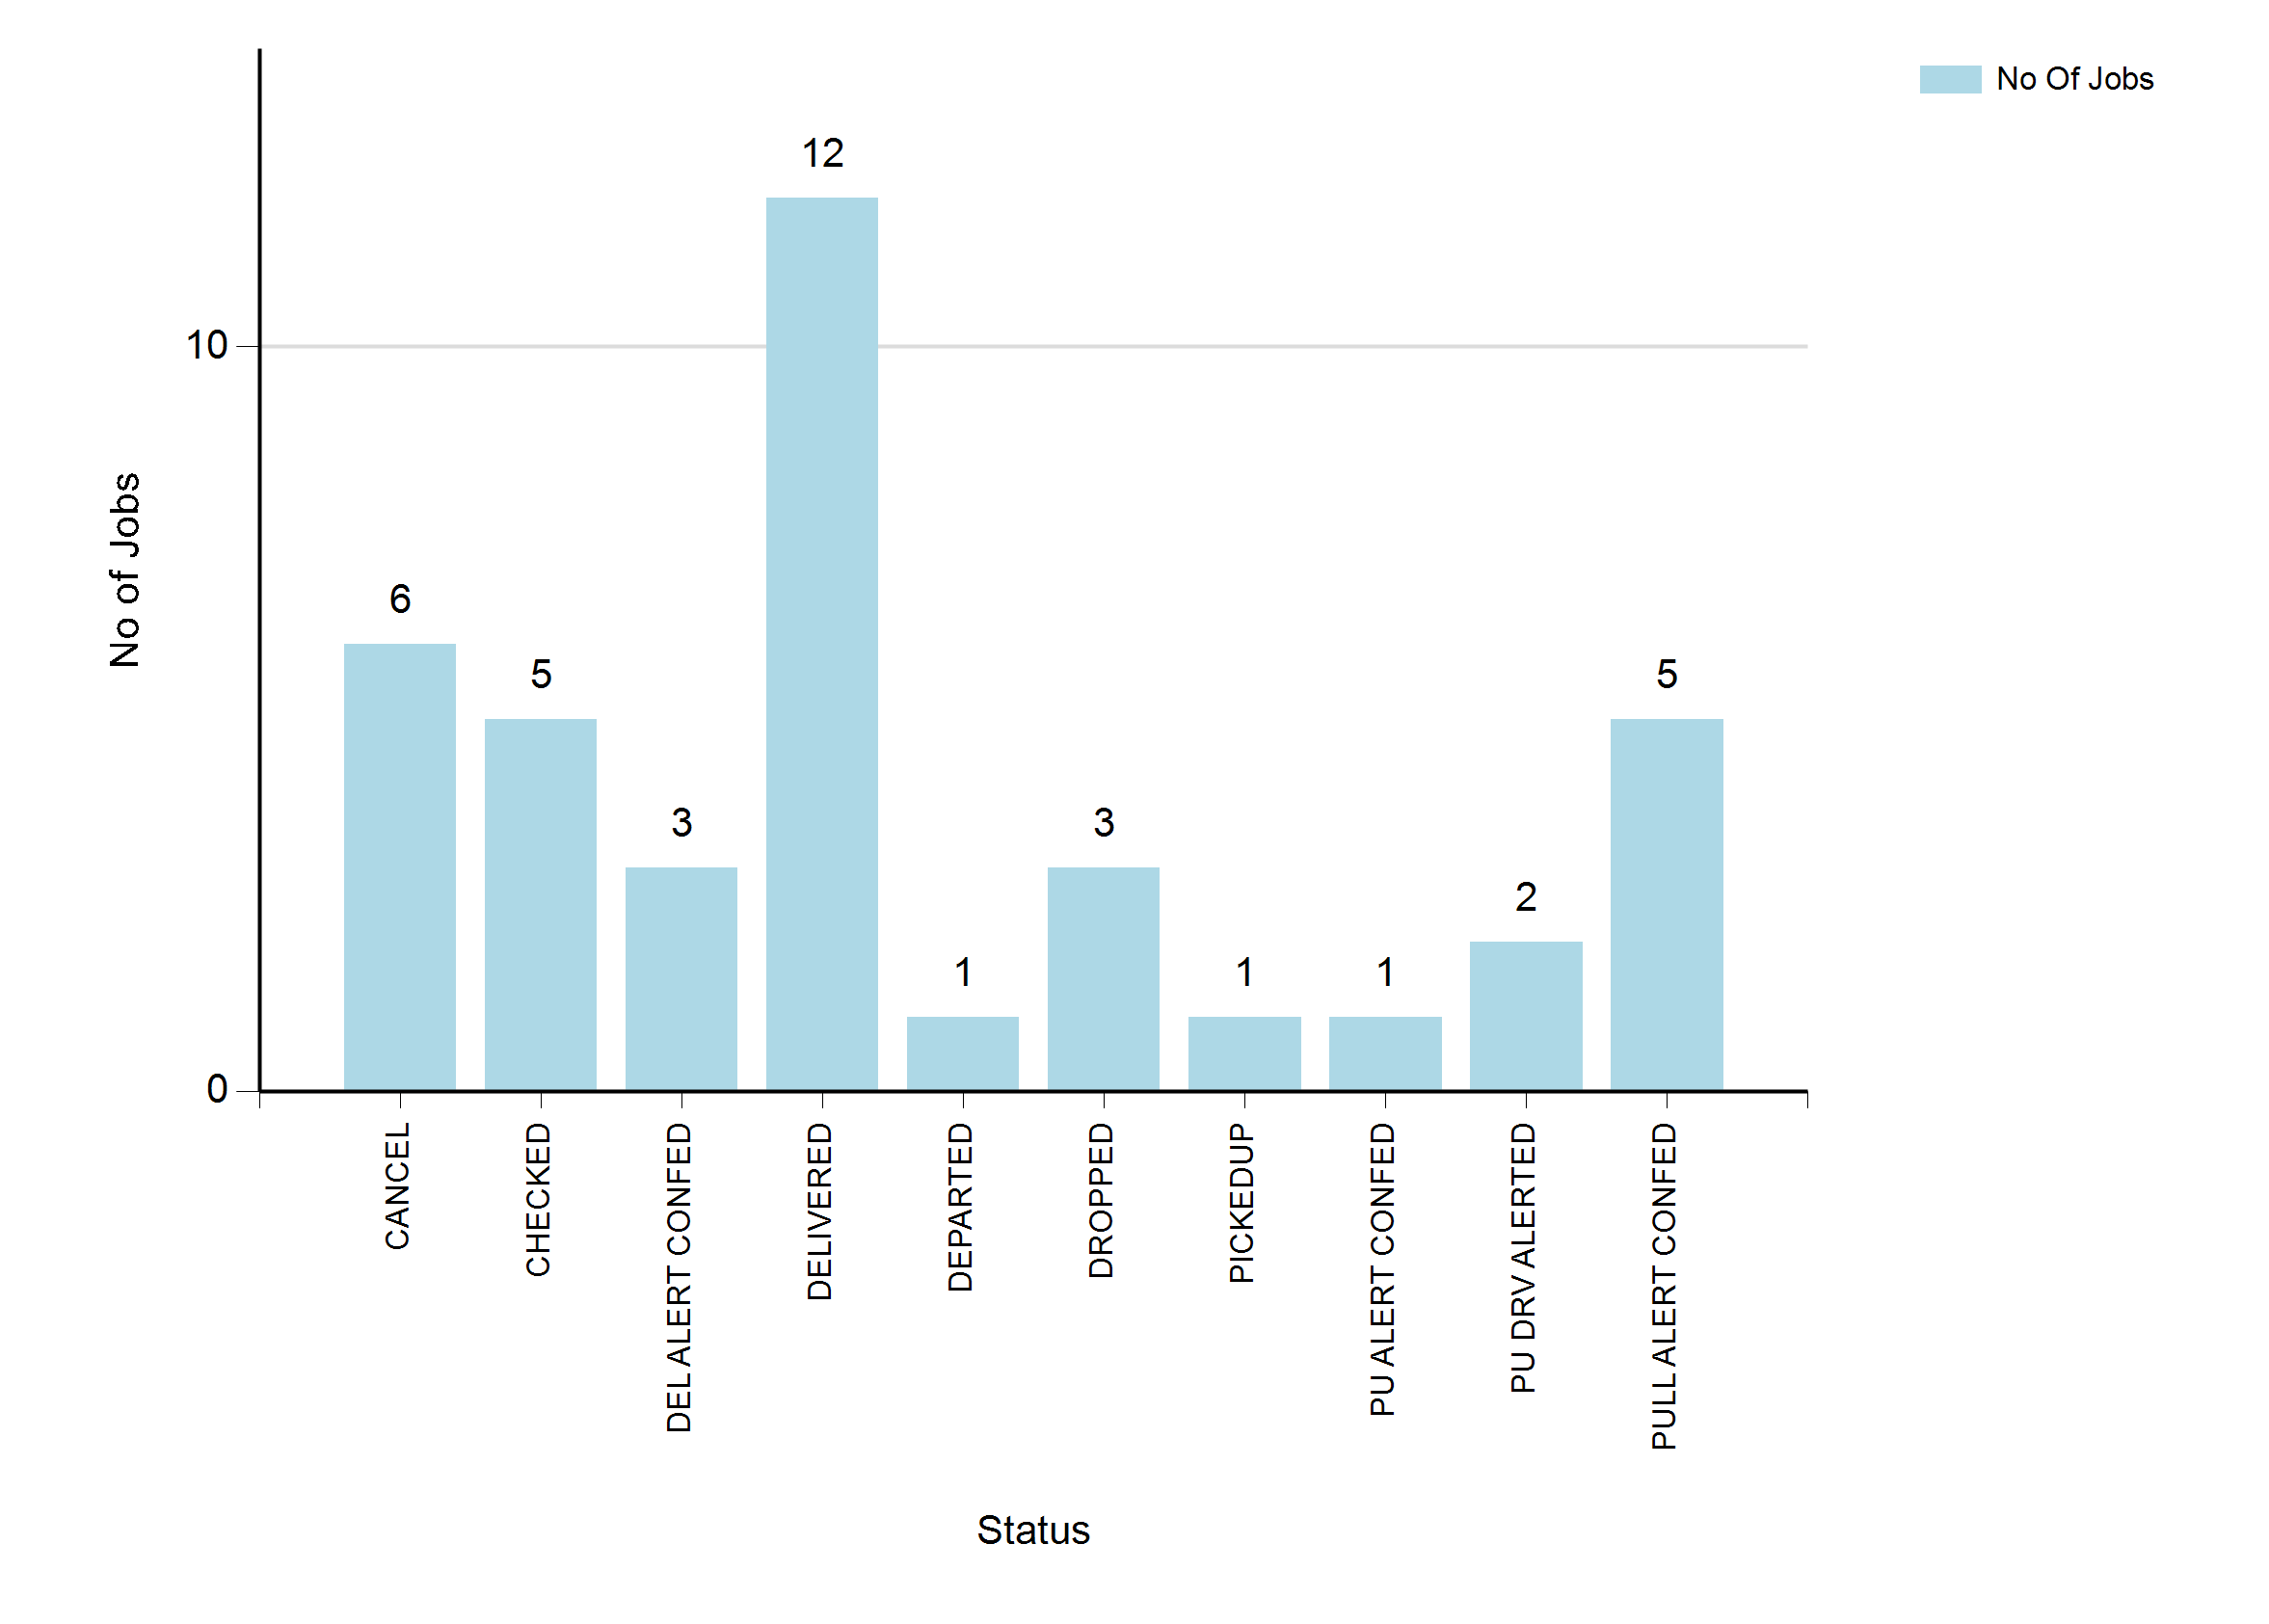 No Of Jobs
12
10
No of Jobs
6
5
5
3
3
2
1
1
1
0
CANCEL
CHECKED
DEL ALERT CONFED
DELIVERED
DEPARTED
DROPPED
PICKEDUP
PU ALERT CONFED
PU DRV ALERTED
PULL ALERT CONFED
Status